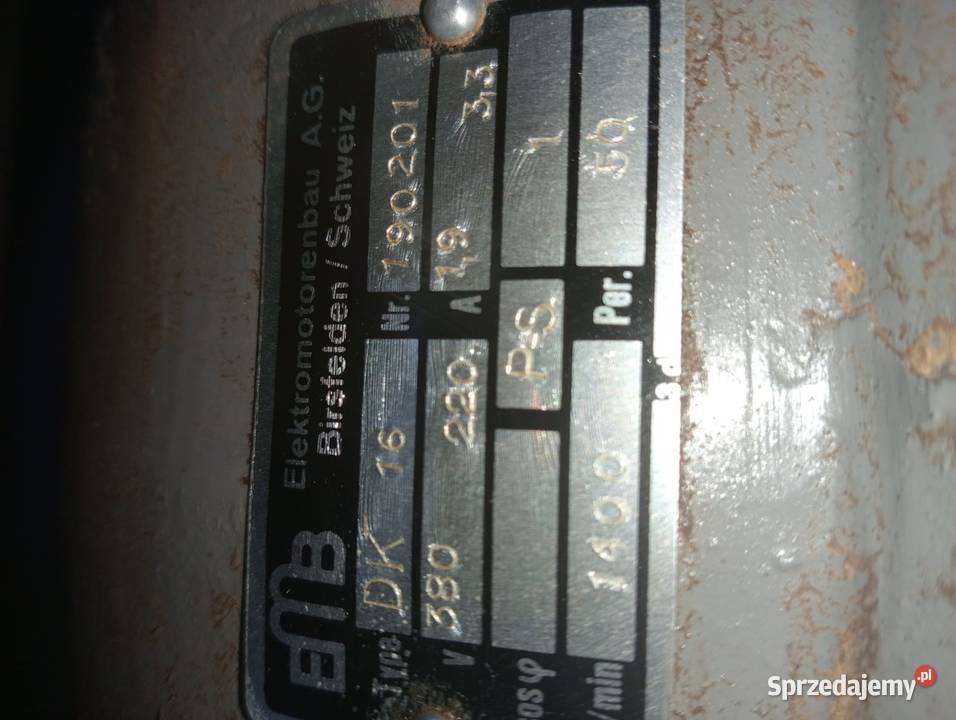 EMB Elektromotorenbau A.G.
Birsfelden / Schweiz
Type DK 16 Nr. 190201
V 380 220 A 1,9 3,3
cos φ PS. 1
/min 1400 Per. 50
Sprzedajemy.pl